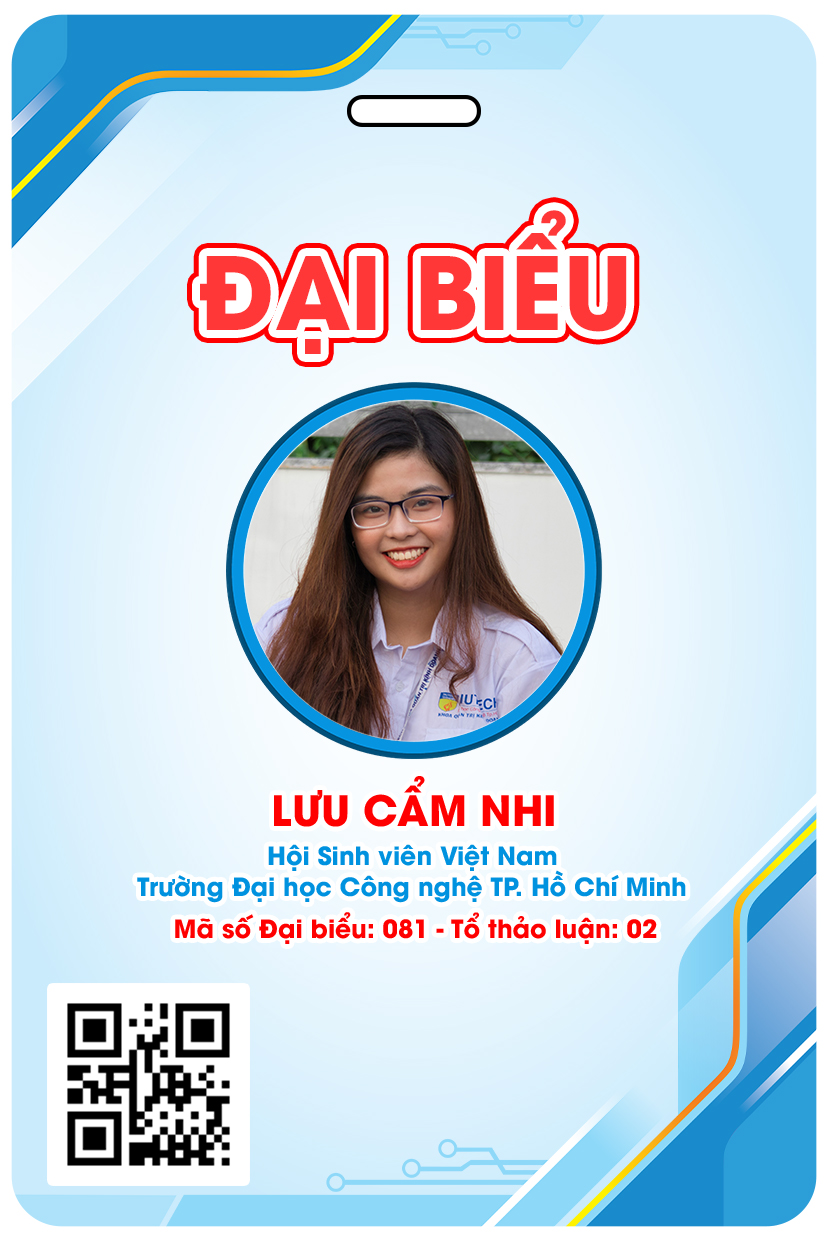 ĐẠI BIỂU
LƯU CẨM NHI
Hội Sinh viên Việt Nam
Trường Đại học Công nghệ TP. Hồ Chí Minh
Mã số Đại biểu: 081 - Tổ thảo luận: 02